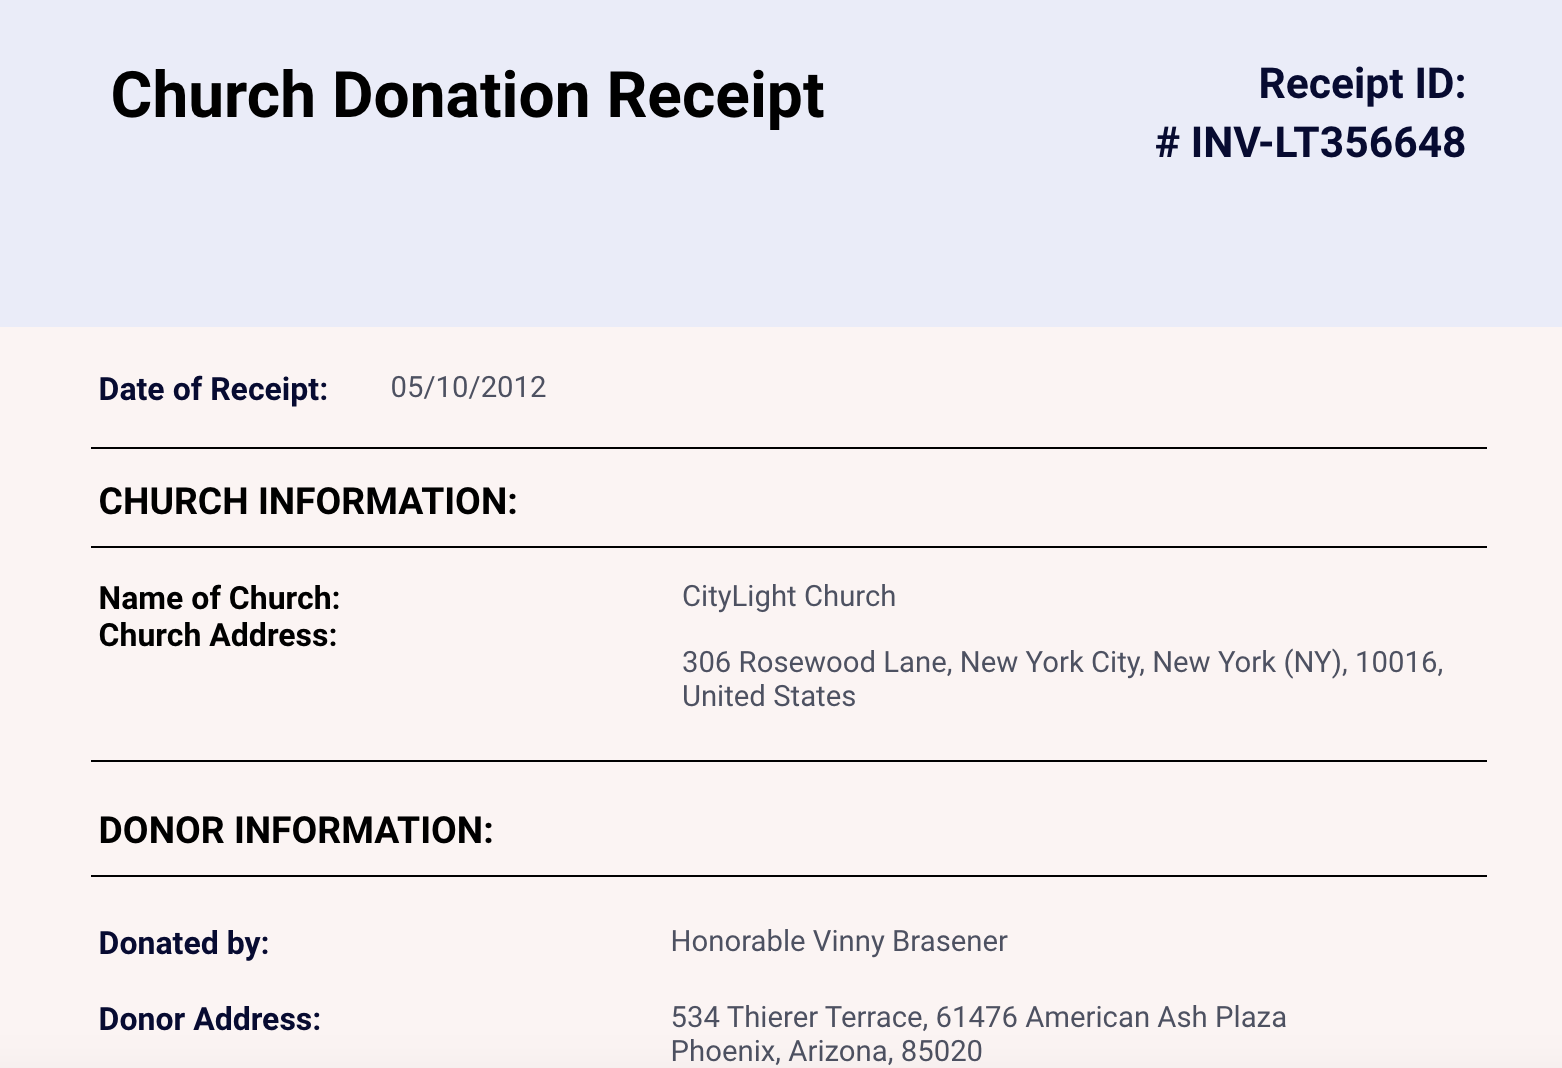 Church Donation Receipt
Receipt ID:
# INV-LT356648
Date of Receipt: 05/10/2012
CHURCH INFORMATION:
Name of Church: CityLight Church
Church Address:
306 Rosewood Lane, New York City, New York (NY), 10016,
United States
DONOR INFORMATION:
Donated by: Honorable Vinny Brasener
Donor Address: 534 Thierer Terrace, 61476 American Ash Plaza
Phoenix, Arizona, 85020